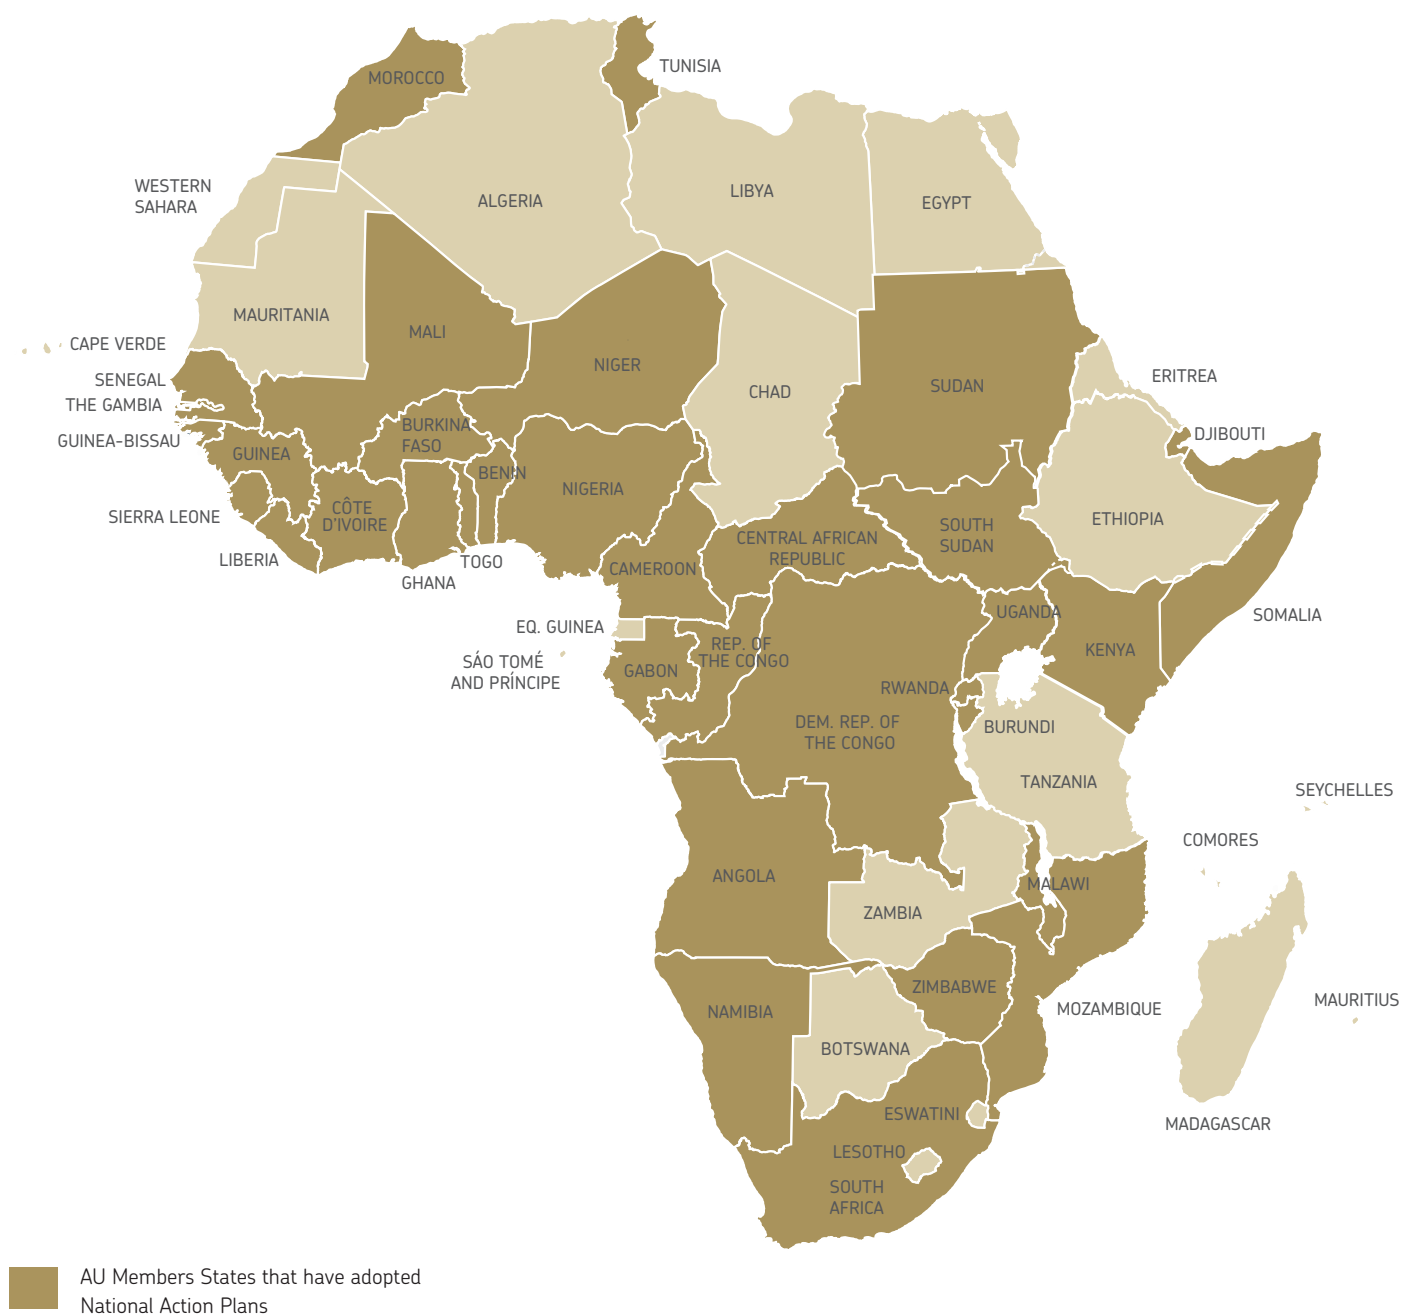 MOROCCO
TUNISIA
WESTERN
SAHARA
ALGERIA
LIBYA
EGYPT
MAURITANIA
MALI
CAPE VERDE
NIGER
SENEGAL
CHAD
SUDAN
ERITREA
THE GAMBIA
BURKINA
FASO
GUINEA-BISSAU
DJIBOUTI
GUINEA
BENIN
NIGERIA
CÔTE
D'IVOIRE
SIERRA LEONE
ETHIOPIA
SOUTH
SUDAN
CENTRAL AFRICAN
REPUBLIC
LIBERIA
TOGO
GHANA
CAMEROON
UGANDA
SOMALIA
EQ. GUINEA
REP. OF
THE CONGO
KENYA
SÁO TOMÉ
AND PRÍNCIPE
GABON
RWANDA
DEM. REP. OF
THE CONGO
BURUNDI
TANZANIA
SEYCHELLES
COMORES
ANGOLA
MALAWI
ZAMBIA
ZIMBABWE
MAURITIUS
NAMIBIA
MOZAMBIQUE
BOTSWANA
ESWATINI
MADAGASCAR
LESOTHO
SOUTH
AFRICA
AU Members States that have adopted
National Action Plans